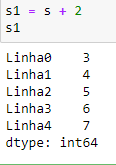 s1 = s + 2
s1
Linha0    3
Linha1    4
Linha2    5
Linha3    6
Linha4    7
dtype: int64